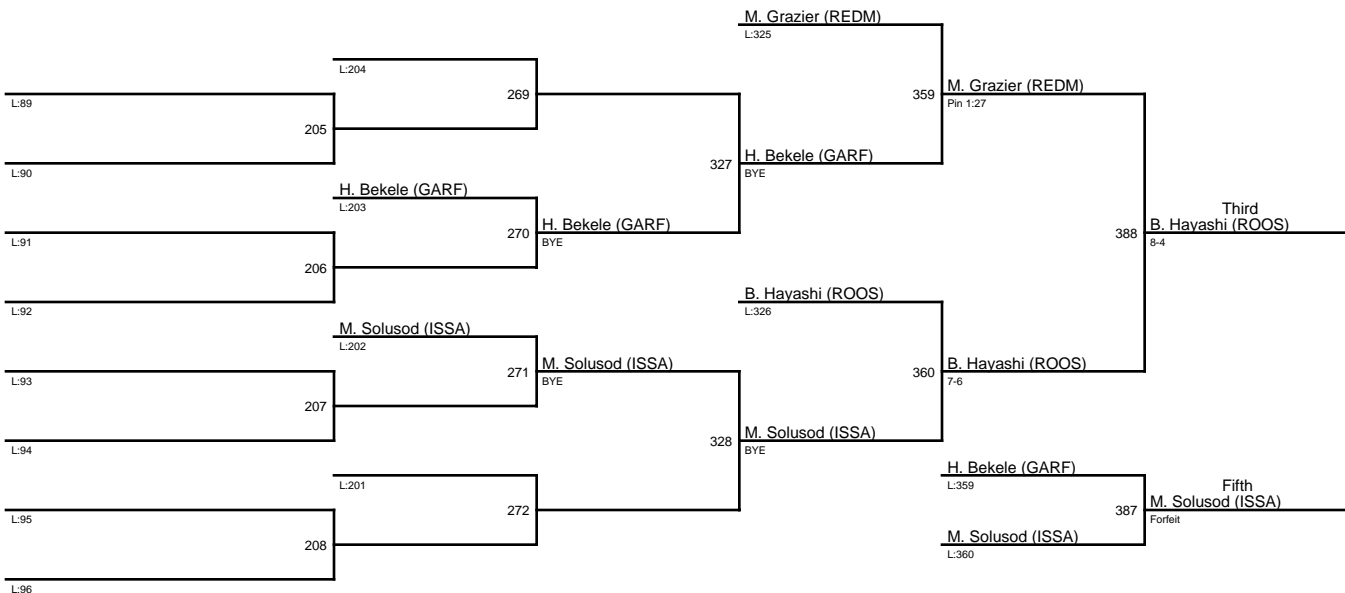 M. Grazier (REDM)
L:325
L:204
269
359
M. Grazier (REDM)
Pin 1:27
L:89
205
L:90
327
H. Bekele (GARF)
BYE
H. Bekele (GARF)
L:203
270
H. Bekele (GARF)
BYE
L:91
206
L:92
388
Third
B. Hayashi (ROOS)
8-4
B. Hayashi (ROOS)
L:326
M. Solusod (ISSA)
L:202
271
M. Solusod (ISSA)
BYE
360
B. Hayashi (ROOS)
7-6
L:93
207
L:94
328
M. Solusod (ISSA)
BYE
L:201
272
H. Bekele (GARF)
L:359
387
Fifth
M. Solusod (ISSA)
Forfeit
L:95
208
L:96
M. Solusod (ISSA)
L:360